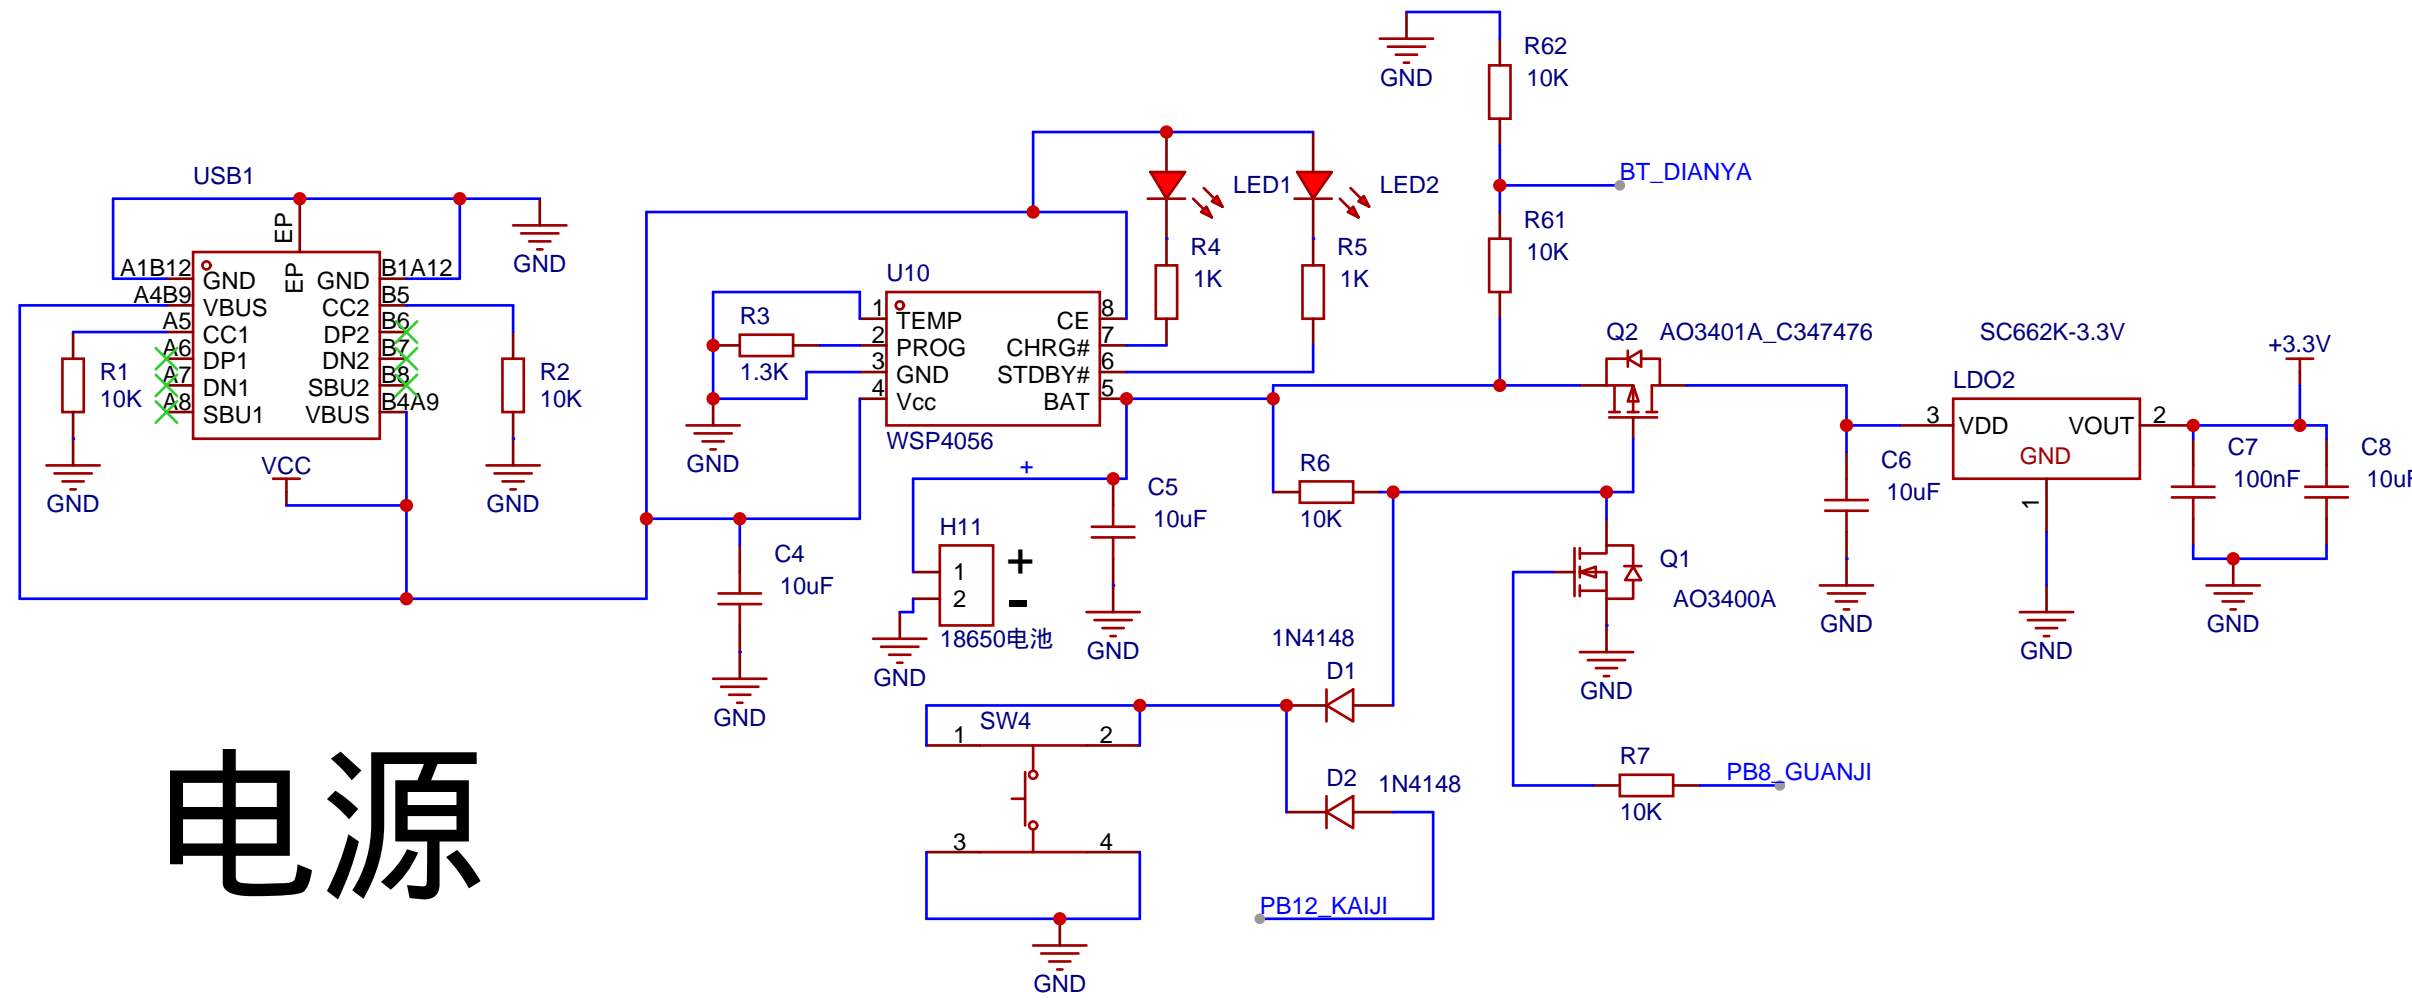 USB1
EP
EP
A1B12
GND
A4B9
VBUS
A5
CC1
A6
DP1
A7
DN1
A8
SBU1
GND
B1A12
CC2
B5
DP2
B6
DN2
B7
SBU2
B8
VBUS
B4A9
GND
R1
10K
GND
R2
10K
GND
VCC
U10
1
TEMP
2
PROG
3
GND
4
Vcc
CE
8
CHRG#
7
STDBY#
6
BAT
5
WSP4056
R3
1.3K
GND
C4
10uF
GND
LED1
LED2
R4
1K
R5
1K
+
H11
1
2
+
-
18650电池
GND
C5
10uF
GND
GND
R62
10K
BT_DIANYA
R61
10K
Q2
AO3401A_C347476
R6
10K
Q1
AO3400A
GND
R7
10K
PB8_GUANJI
1N4148
D1
D2
1N4148
PB12_KAIJI
SW4
1
2
3
4
GND
SC662K-3.3V
LDO2
3
VDD
VOUT
2
GND
1
GND
C6
10uF
GND
+3.3V
C7
100nF
C8
10uF
GND
电源